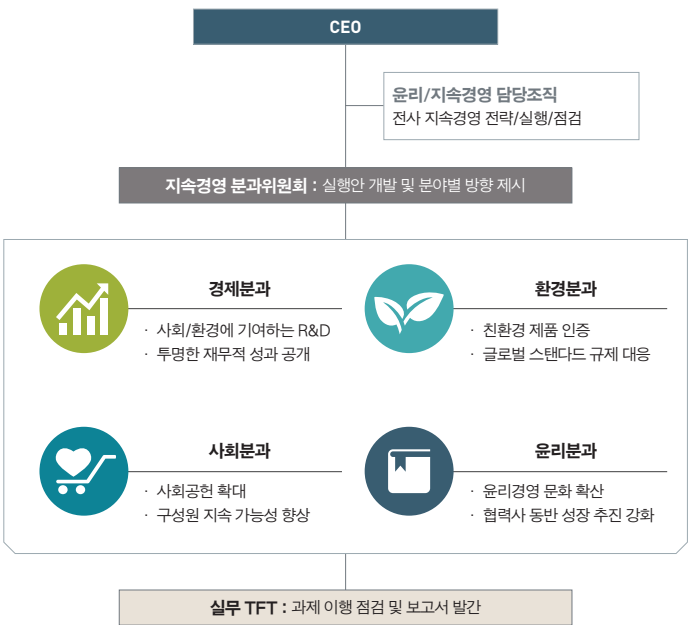 CEO
윤리/지속경영 담당조직
전사 지속경영 전략/실행/점검
지속경영 분과위원회 : 실행안 개발 및 분야별 방향 제시
경제분과
· 사회/환경에 기여하는 R&D
· 투명한 재무적 성과 공개
환경분과
· 친환경 제품 인증
· 글로벌 스탠다드 규제 대응
사회분과
· 사회공헌 확대
· 구성원 지속 가능성 향상
윤리분과
· 윤리경영 문화 확산
· 협력사 동반 성장 추진 강화
실무 TFT : 과제 이행 점검 및 보고서 발간